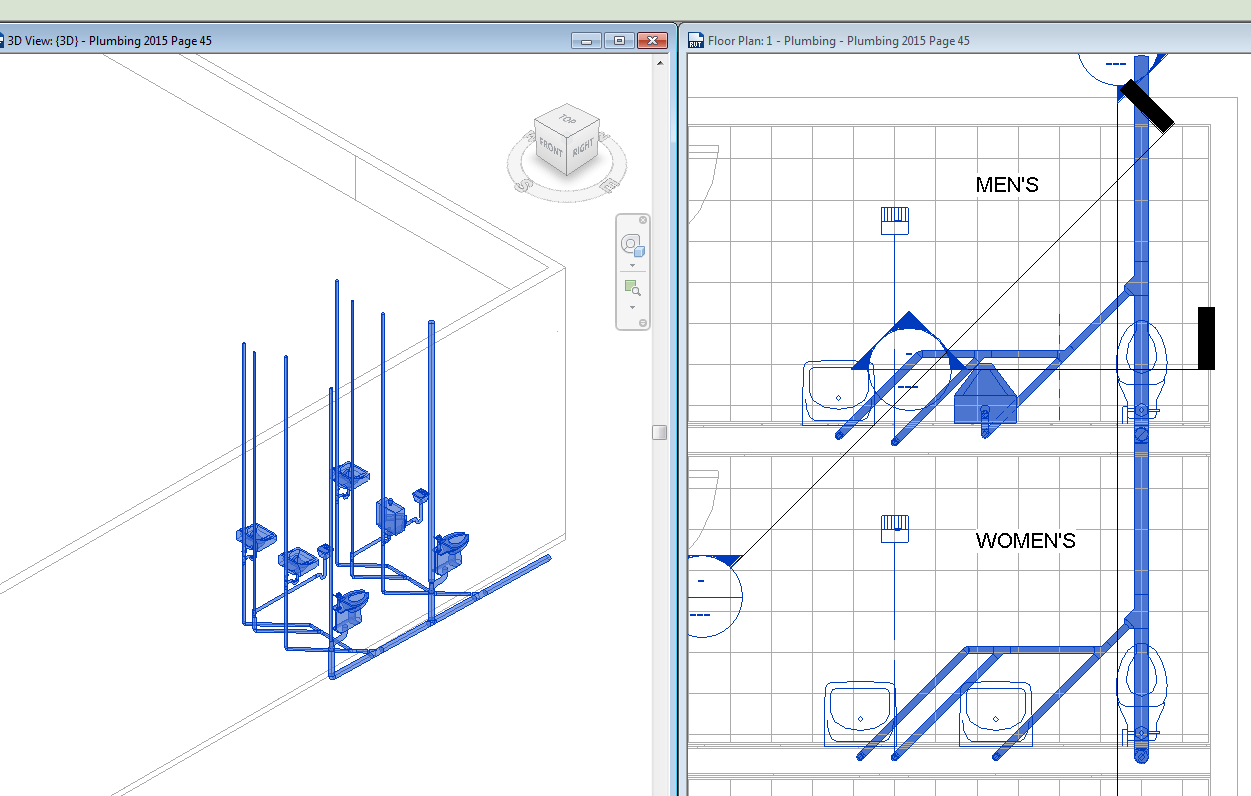 3D View: {3D} - Plumbing 2015 Page 45
Floor Plan: 1 - Plumbing - Plumbing 2015 Page 45
RVT
TOP
FRONT
RIGHT
S
E
MEN'S
WOMEN'S